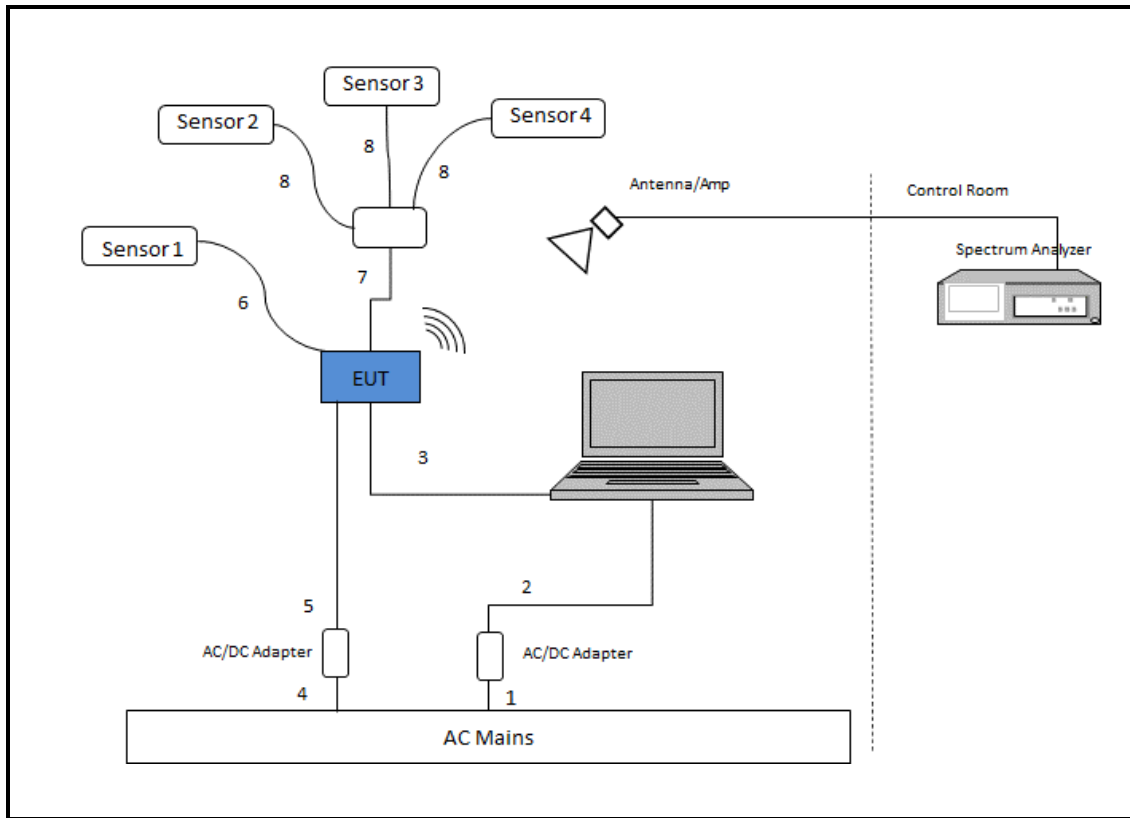 Sensor 3
Sensor 2
Sensor 4
8
8
8
Antenna/Amp
Control Room
Sensor 1
Spectrum Analyzer
7
6
EUT
3
2
5
AC/DC Adapter
AC/DC Adapter
4
1
AC Mains